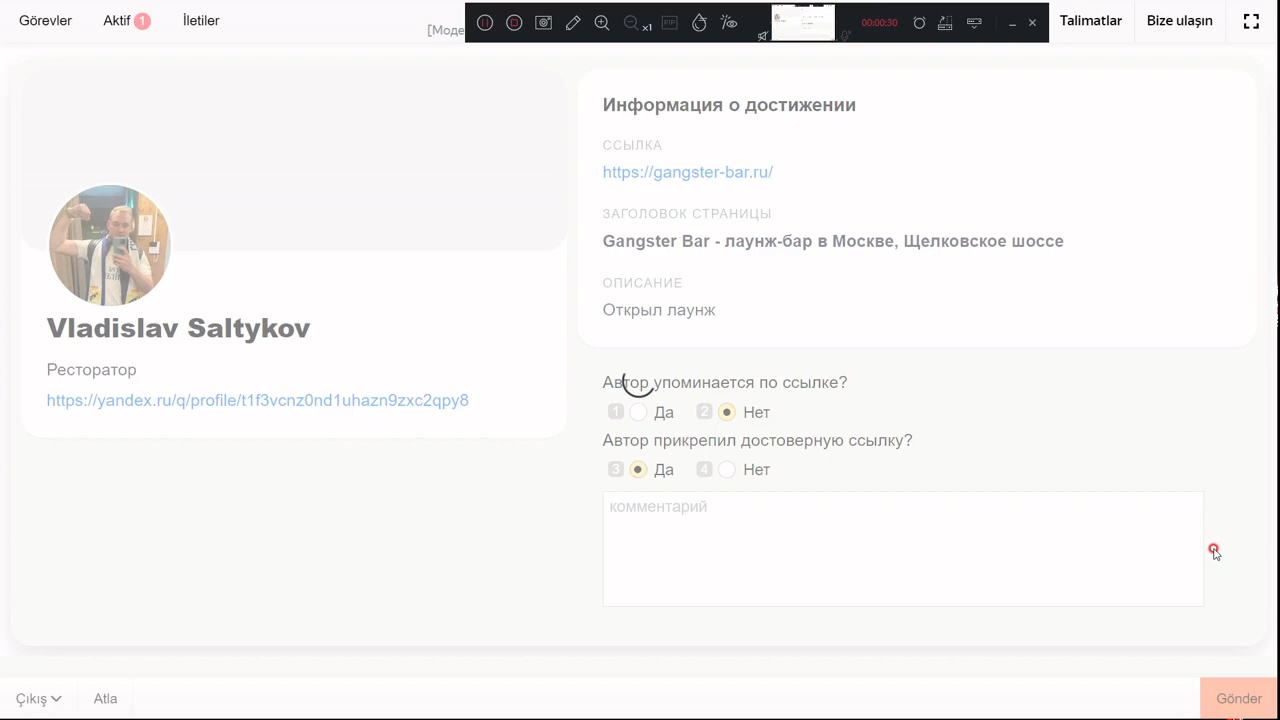 Görevler
Aktif 1
İletiler
[Моде
x1
PIP
00:00:30
Talimatlar
Bize ulaşın
Vladislav Saltykov
Ресторатор
https://yandex.ru/q/profile/t1f3vcnz0nd1uhazn9zxc2qpy8
Информация о достижении
ССЫЛКА
https://gangster-bar.ru/
ЗАГОЛОВОК СТРАНИЦЫ
Gangster Bar - лаунж-бар в Москве, Щелковское шоссе
ОПИСАНИЕ
Открыл лаунж
Автор упоминается по ссылке?
1 Да 2 Нет
Автор прикрепил достоверную ссылку?
3 Да 4 Нет
комментарий
Çıkış
Atla
Gönder